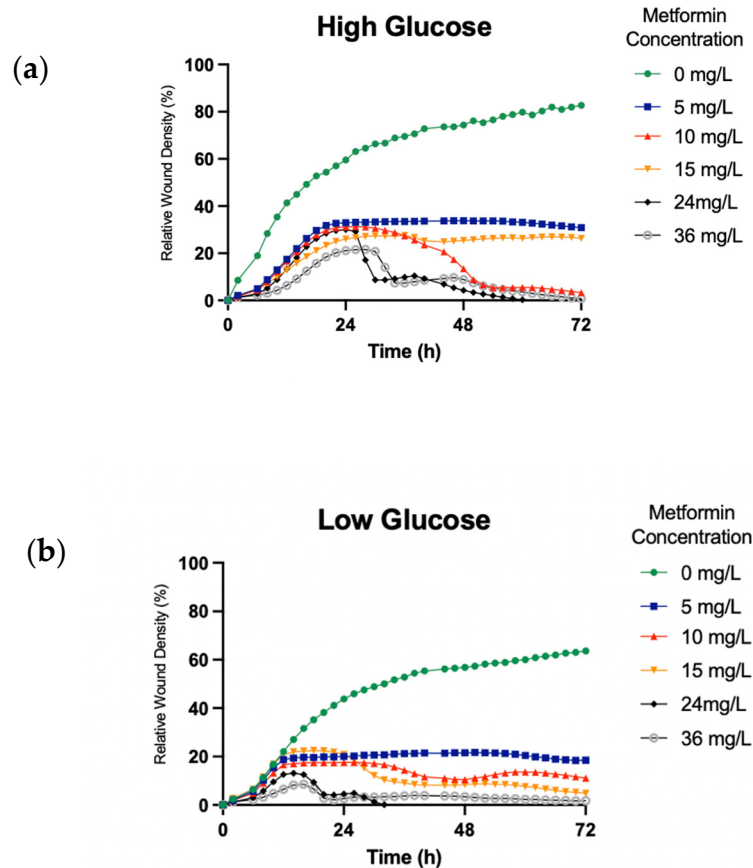 (a)
High Glucose
Relative Wound Density (%)
100
80
60
40
20
0
0 24 48 72
Time (h)
Metformin
Concentration
0 mg/L
5 mg/L
10 mg/L
15 mg/L
24mg/L
36 mg/L
(b)
Low Glucose
Relative Wound Density (%)
100
80
60
40
20
0
0 24 48 72
Time (h)
Metformin
Concentration
0 mg/L
5 mg/L
10 mg/L
15 mg/L
24mg/L
36 mg/L